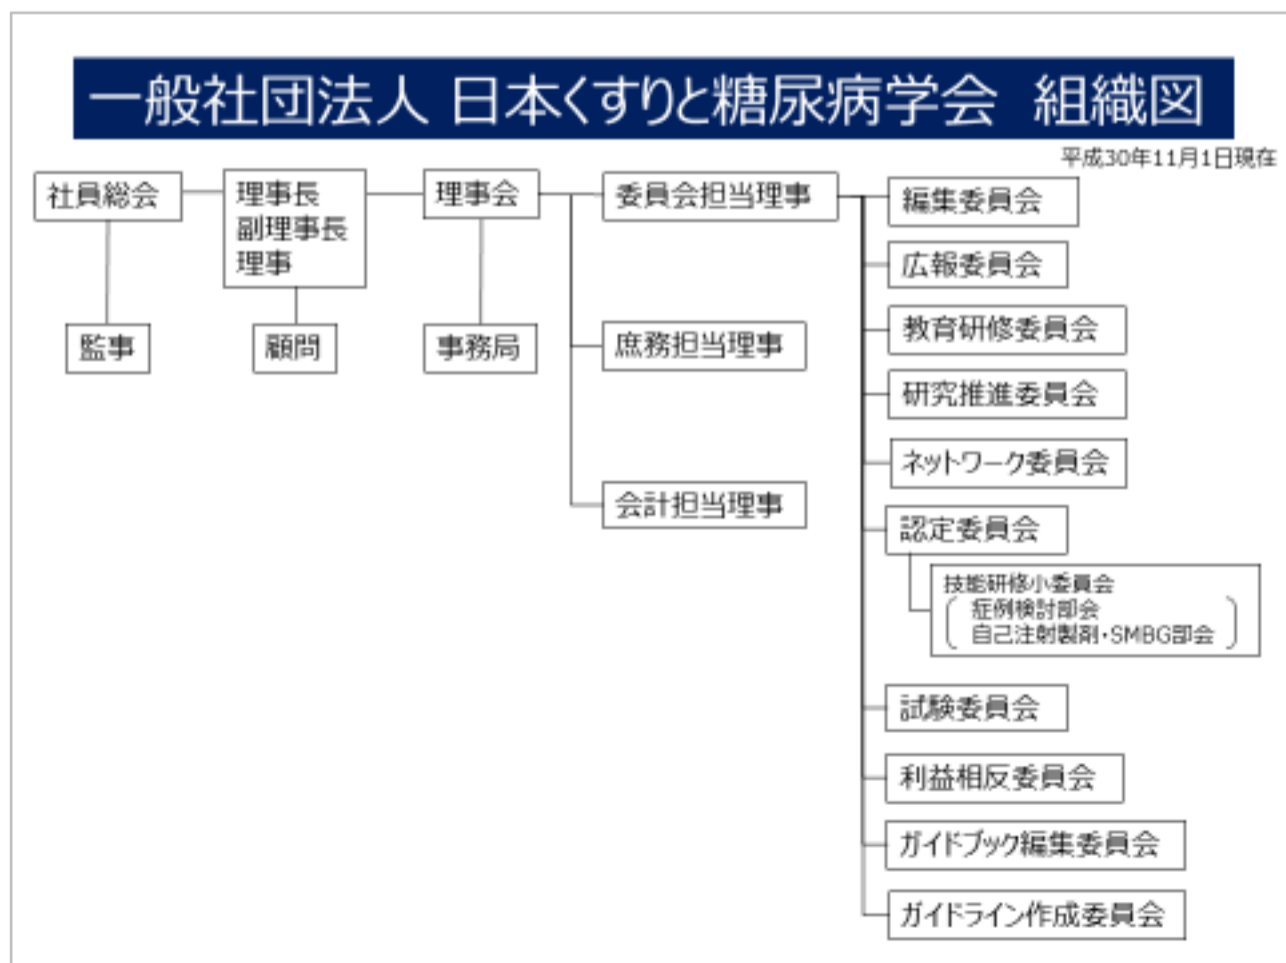 一般社団法人 日本くすりと糖尿病学会 組織図
平成30年11月1日現在
社員総会
監事
理事長
副理事長
理事
顧問
理事会
事務局
委員会担当理事
庶務担当理事
会計担当理事
編集委員会
広報委員会
教育研修委員会
研究推進委員会
ネットワーク委員会
認定委員会
技能研修小委員会
症例検討部会
自己注射製剤・SMBG部会
試験委員会
利益相反委員会
ガイドブック編集委員会
ガイドライン作成委員会